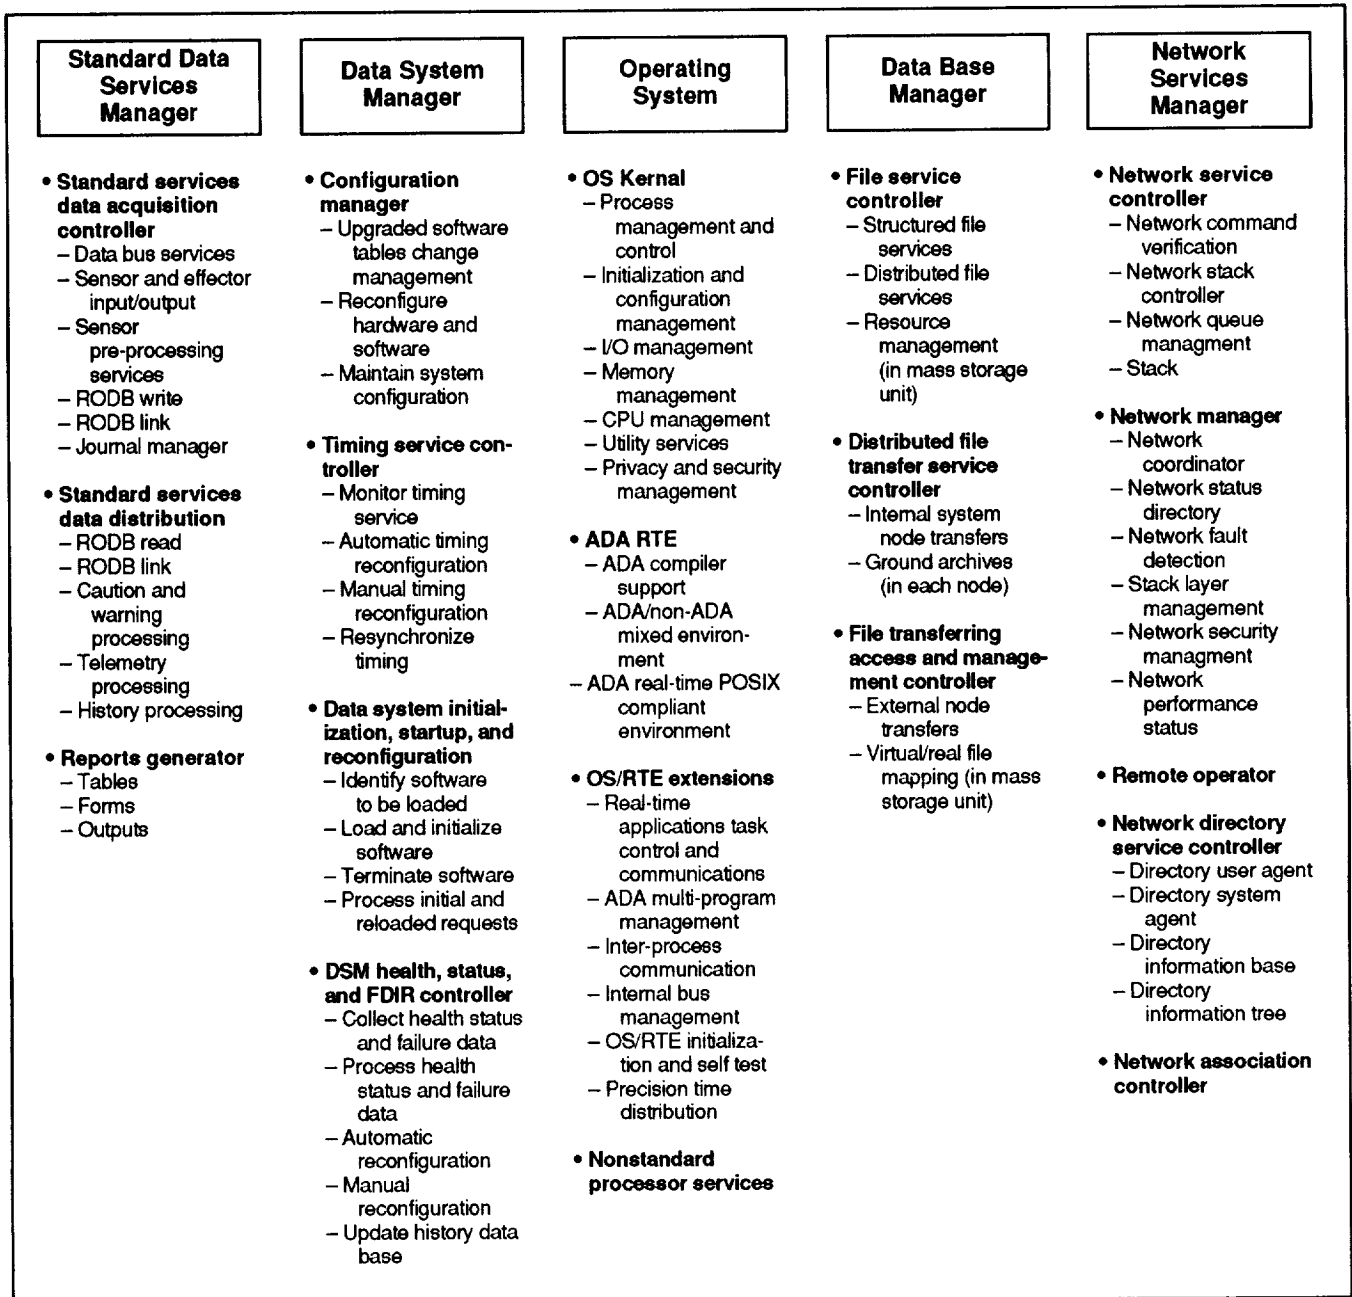 Standard Data
Services
Manager
• Standard services
data acquisition
controller
– Data bus services
– Sensor and effector
input/output
– Sensor
pre-processing
services
– RODB write
– RODB link
– Journal manager
• Standard services
data distribution
– RODB read
– RODB link
– Caution and
warning
processing
– Telemetry
processing
– History processing
• Reports generator
– Tables
– Forms
– Outputs
Data System
Manager
• Configuration
manager
– Upgraded software
tables change
management
– Reconfigure
hardware and
software
– Maintain system
configuration
• Timing service con-
troller
– Monitor timing
service
– Automatic timing
reconfiguration
– Manual timing
reconfiguration
– Resynchronize
timing
• Data system initial-
ization, startup, and
reconfiguration
– Identify software
to be loaded
– Load and initialize
software
– Terminate software
– Process initial and
reloaded requests
• DSM health, status,
and FDIR controller
– Collect health status
and failure data
– Process health
status and failure
data
– Automatic
reconfiguration
– Manual
reconfiguration
– Update history data
base
Operating
System
• OS Kernal
– Process
management and
control
– Initialization and
configuration
management
– I/O management
– Memory
management
– CPU management
– Utility services
– Privacy and security
management
• ADA RTE
– ADA compiler
support
– ADA/non-ADA
mixed environ-
ment
– ADA real-time POSIX
compliant
environment
• OS/RTE extensions
– Real-time
applications task
control and
communications
– ADA multi-program
management
– Inter-process
communication
– Internal bus
management
– OS/RTE initializa-
tion and self test
– Precision time
distribution
• Nonstandard
processor services
Data Base
Manager
• File service
controller
– Structured file
services
– Distributed file
services
– Resource
management
(in mass storage
unit)
• Distributed file
transfer service
controller
– Internal system
node transfers
– Ground archives
(in each node)
• File transferring
access and manage-
ment controller
– External node
transfers
– Virtual/real file
mapping (in mass
storage unit)
Network
Services
Manager
• Network service
controller
– Network command
verification
– Network stack
controller
– Network queue
managment
– Stack
• Network manager
– Network
coordinator
– Network status
directory
– Network fault
detection
– Stack layer
management
– Network security
managment
– Network
performance
status
• Remote operator
• Network directory
service controller
– Directory user agent
– Directory system
agent
– Directory
information base
– Directory
information tree
• Network association
controller